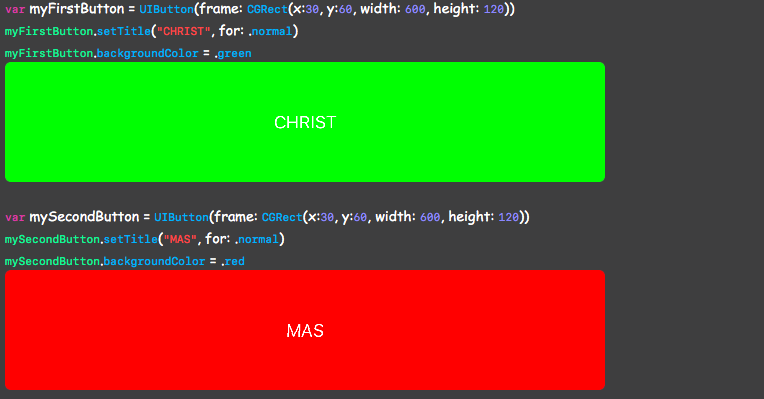 var myFirstButton = UIButton(frame: CGRect(x:30, y:60, width: 600, height: 120))
myFirstButton.setTitle("CHRIST", for: .normal)
myFirstButton.backgroundColor = .green
CHRIST
var mySecondButton = UIButton(frame: CGRect(x:30, y:60, width: 600, height: 120))
mySecondButton.setTitle("MAS", for: .normal)
mySecondButton.backgroundColor = .red
MAS